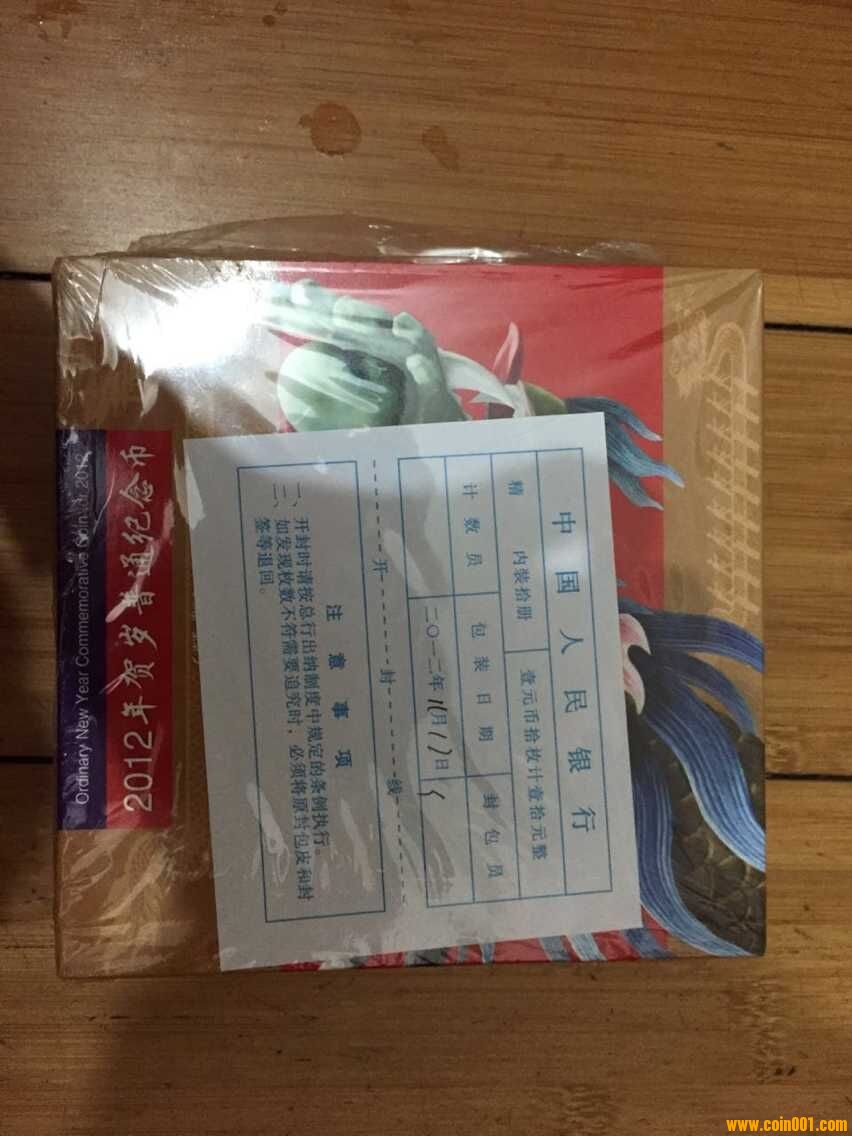 2012年贺岁普通纪念币
Ordinary New Year Commemorative Coin 2012
中国人民银行
精 内装拾册 壹元币拾枚计壹拾元整
计数员 包装日期 封包员
二〇一二年 月17日
开 封 线
注意事项
一、开封时请按总行出纳制度中规定的条例执行。
二、如发现枚数不符需要追究时，必须将原封包皮和封
签等退回。
www.coin001.com